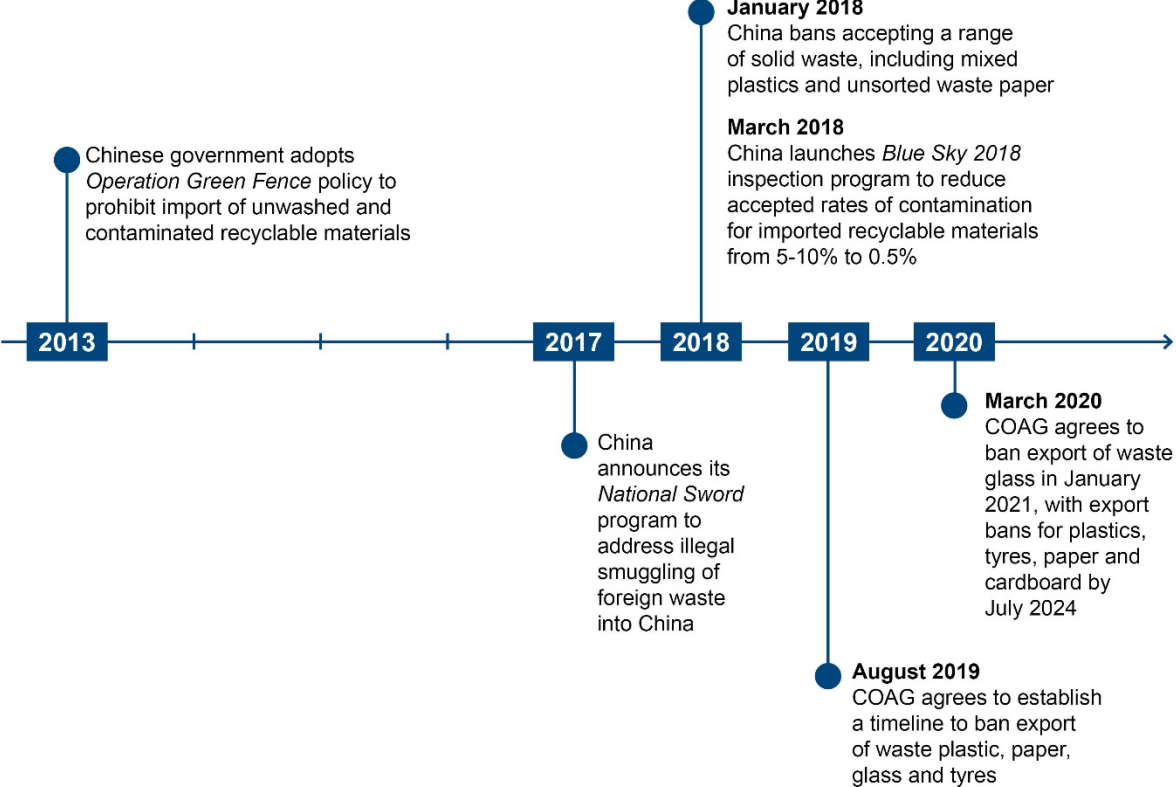 January 2018
China bans accepting a range
of solid waste, including mixed
plastics and unsorted waste paper
March 2018
China launches Blue Sky 2018
inspection program to reduce
accepted rates of contamination
for imported recyclable materials
from 5-10% to 0.5%
Chinese government adopts
Operation Green Fence policy to
prohibit import of unwashed and
contaminated recyclable materials
2013
2017
2018
2019
2020
China
announces its
National Sword
program to
address illegal
smuggling of
foreign waste
into China
March 2020
COAG agrees to
ban export of waste
glass in January
2021, with export
bans for plastics,
tyres, paper and
cardboard by
July 2024
August 2019
COAG agrees to establish
a timeline to ban export
of waste plastic, paper,
glass and tyres